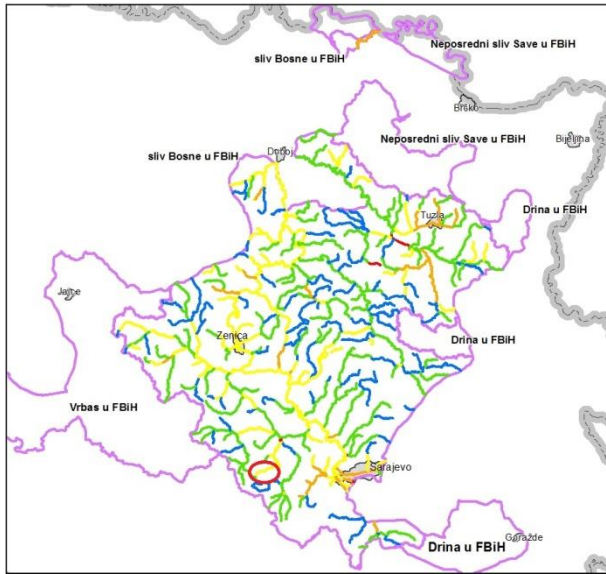 sliv Bosne u FBiH
Neposredni sliv Save u FBiH
Brčko
Neposredni sliv Save u FBiH
Bijeljina
sliv Bosne u FBiH
Doboj
Drina u FBiH
Tuzla
Jajce
Zenica
Drina u FBiH
Vrbas u FBiH
Sarajevo
Goražde
Drina u FBiH